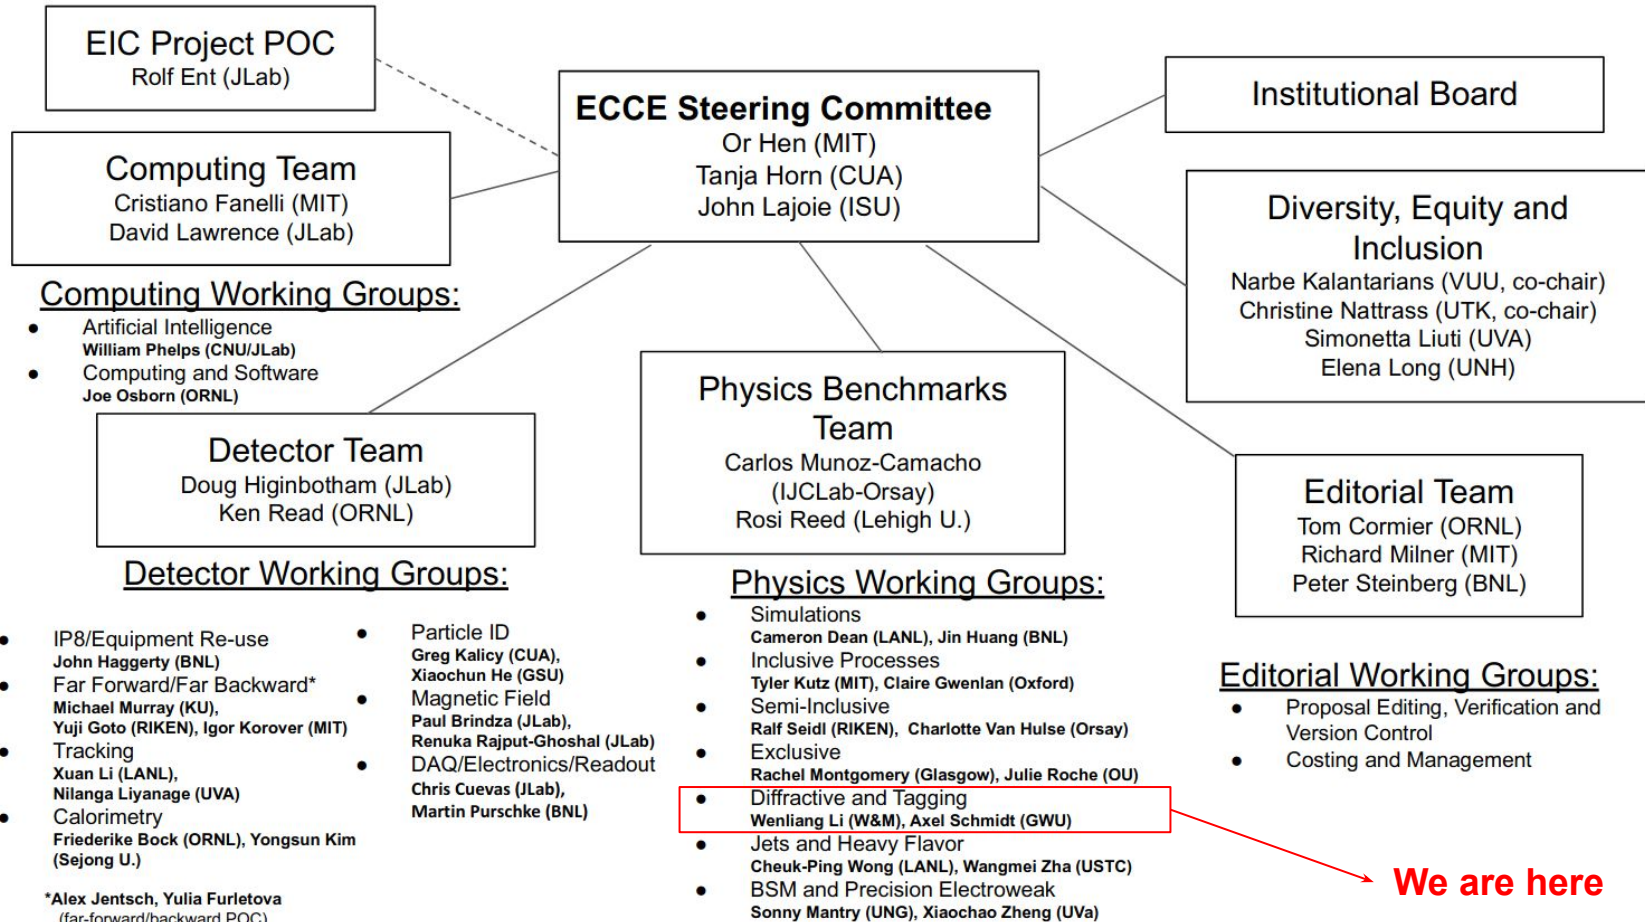 EIC Project POC
Rolf Ent (JLab)
Computing Team
Cristiano Fanelli (MIT)
David Lawrence (JLab)
Computing Working Groups:
● Artificial Intelligence
William Phelps (CNU/JLab)
● Computing and Software
Joe Osborn (ORNL)
ECCE Steering Committee
Or Hen (MIT)
Tanja Horn (CUA)
John Lajoie (ISU)
Institutional Board
Diversity, Equity and
Inclusion
Narbe Kalantarians (VUU, co-chair)
Christine Nattrass (UTK, co-chair)
Simonetta Liuti (UVA)
Elena Long (UNH)
Detector Team
Doug Higinbotham (JLab)
Ken Read (ORNL)
Detector Working Groups:
● IP8/Equipment Re-use
John Haggerty (BNL)
● Far Forward/Far Backward*
Michael Murray (KU),
Yuji Goto (RIKEN), Igor Korover (MIT)
● Tracking
Xuan Li (LANL),
Nilanga Liyanage (UVA)
● Calorimetry
Friederike Bock (ORNL), Yongsun Kim
(Sejong U.)
*Alex Jentsch, Yulia Furletova
(far-forward/backward POC)
● Particle ID
Greg Kalicy (CUA),
Xiaochun He (GSU)
● Magnetic Field
Paul Brindza (JLab),
Renuka Rajput-Ghoshal (JLab)
● DAQ/Electronics/Readout
Chris Cuevas (JLab),
Martin Purschke (BNL)
Physics Benchmarks
Team
Carlos Munoz-Camacho
(IJCLab-Orsay)
Rosi Reed (Lehigh U.)
Physics Working Groups:
● Simulations
Cameron Dean (LANL), Jin Huang (BNL)
● Inclusive Processes
Tyler Kutz (MIT), Claire Gwenlan (Oxford)
● Semi-Inclusive
Ralf Seidl (RIKEN), Charlotte Van Hulse (Orsay)
● Exclusive
Rachel Montgomery (Glasgow), Julie Roche (OU)
● Diffractive and Tagging
Wenliang Li (W&M), Axel Schmidt (GWU)
● Jets and Heavy Flavor
Cheuk-Ping Wong (LANL), Wangmei Zha (USTC)
● BSM and Precision Electroweak
Sonny Mantry (UNG), Xiaochao Zheng (UVa)
Editorial Team
Tom Cormier (ORNL)
Richard Milner (MIT)
Peter Steinberg (BNL)
Editorial Working Groups:
● Proposal Editing, Verification and
Version Control
● Costing and Management
We are here